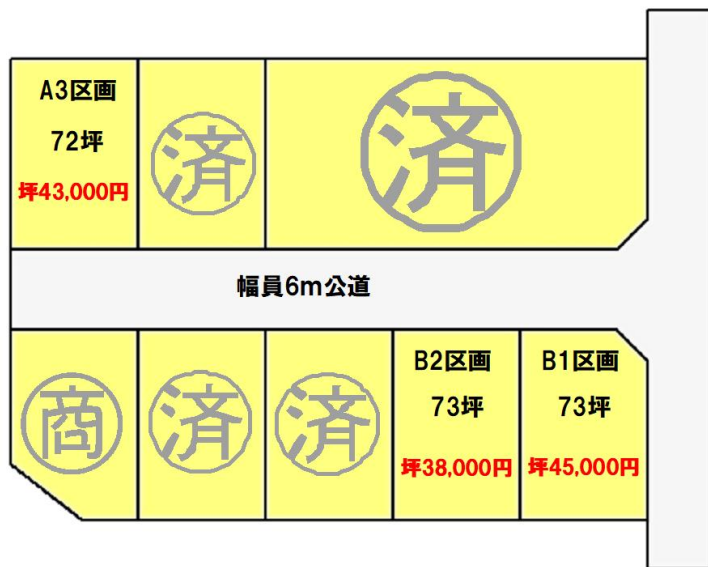 A3区画
72坪
坪43,000円
済
済
幅員6m公道
商
済
済
B2区画
73坪
坪38,000円
B1区画
73坪
坪45,000円